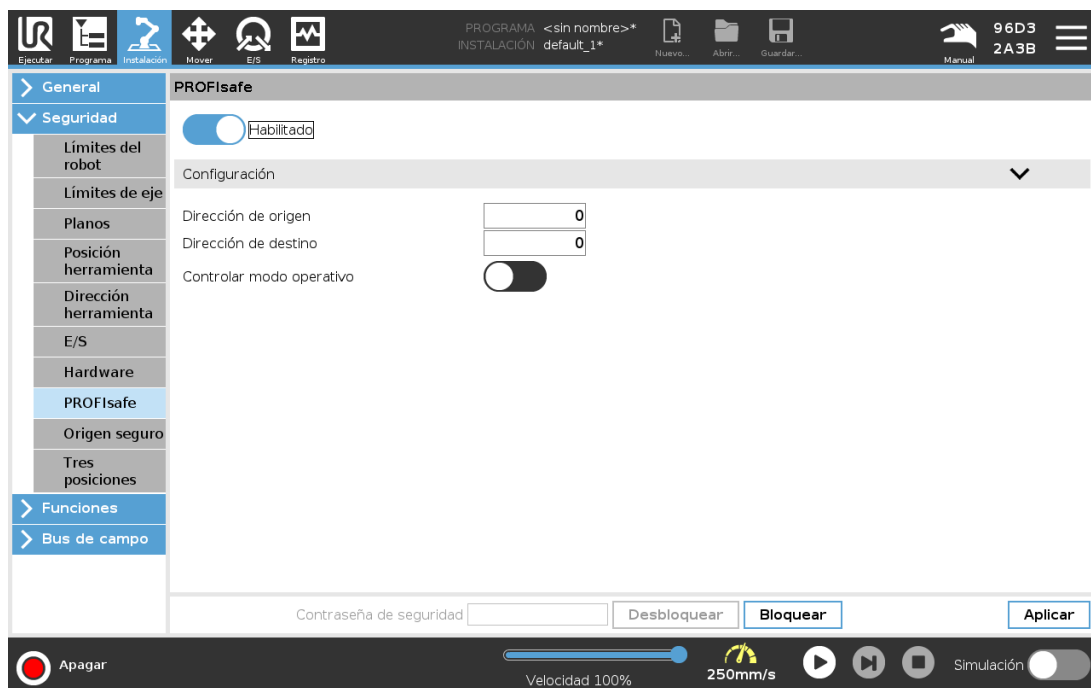 UR
Ejecutar
Programa
Instalación
Mover
E/S
Registro
PROGRAMA <sin nombre>*
INSTALACIÓN default_1*
Nuevo...
Abrir...
Guardar...
Manual
96D3
2A3B
General
Seguridad
Límites del
robot
Límites de eje
Planos
Posición
herramienta
Dirección
herramienta
E/S
Hardware
PROFIsafe
Origen seguro
Tres
posiciones
Funciones
Bus de campo
PROFIsafe
Habilitado
Configuración
Dirección de origen 0
Dirección de destino 0
Controlar modo operativo
Contraseña de seguridad
Desbloquear
Bloquear
Aplicar
Apagar
Velocidad 100%
250mm/s
Simulación